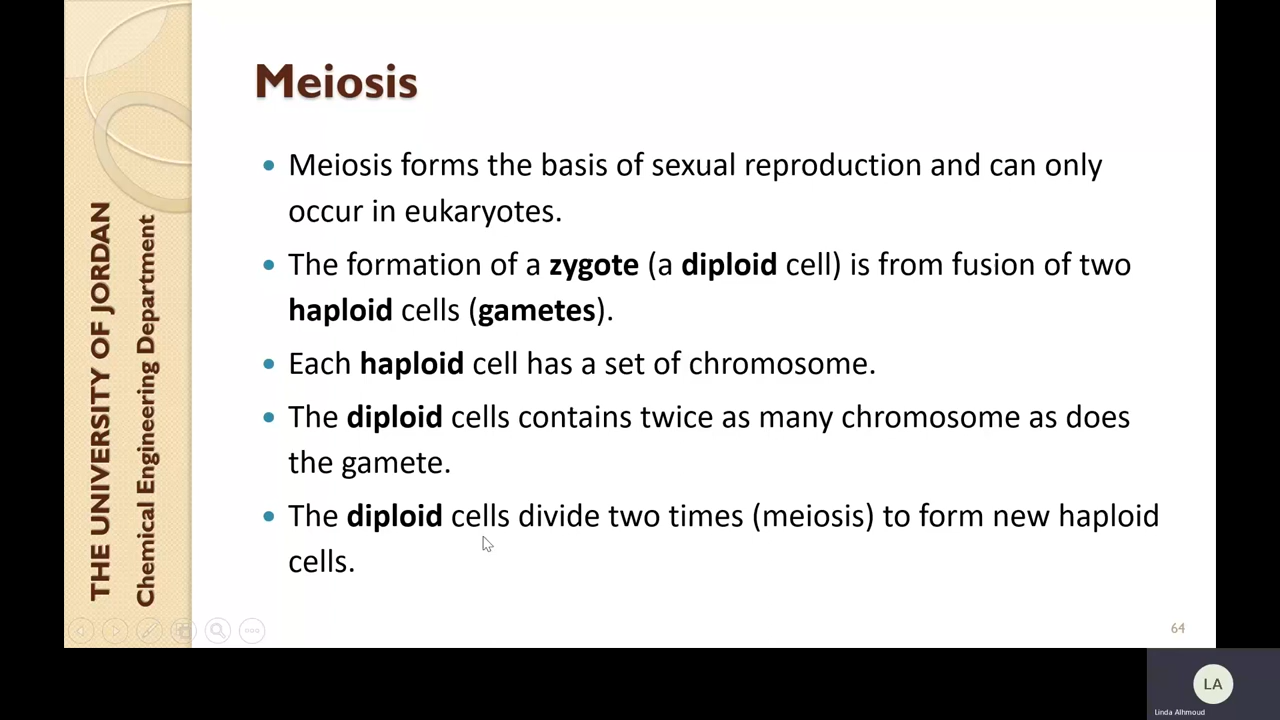 THE UNIVERSITY OF JORDAN
Chemical Engineering Department
Meiosis
• Meiosis forms the basis of sexual reproduction and can only
occur in eukaryotes.
• The formation of a zygote (a diploid cell) is from fusion of two
haploid cells (gametes).
• Each haploid cell has a set of chromosome.
• The diploid cells contains twice as many chromosome as does
the gamete.
• The diploid cells divide two times (meiosis) to form new haploid
cells.
64
LA
Linda Alhmoud